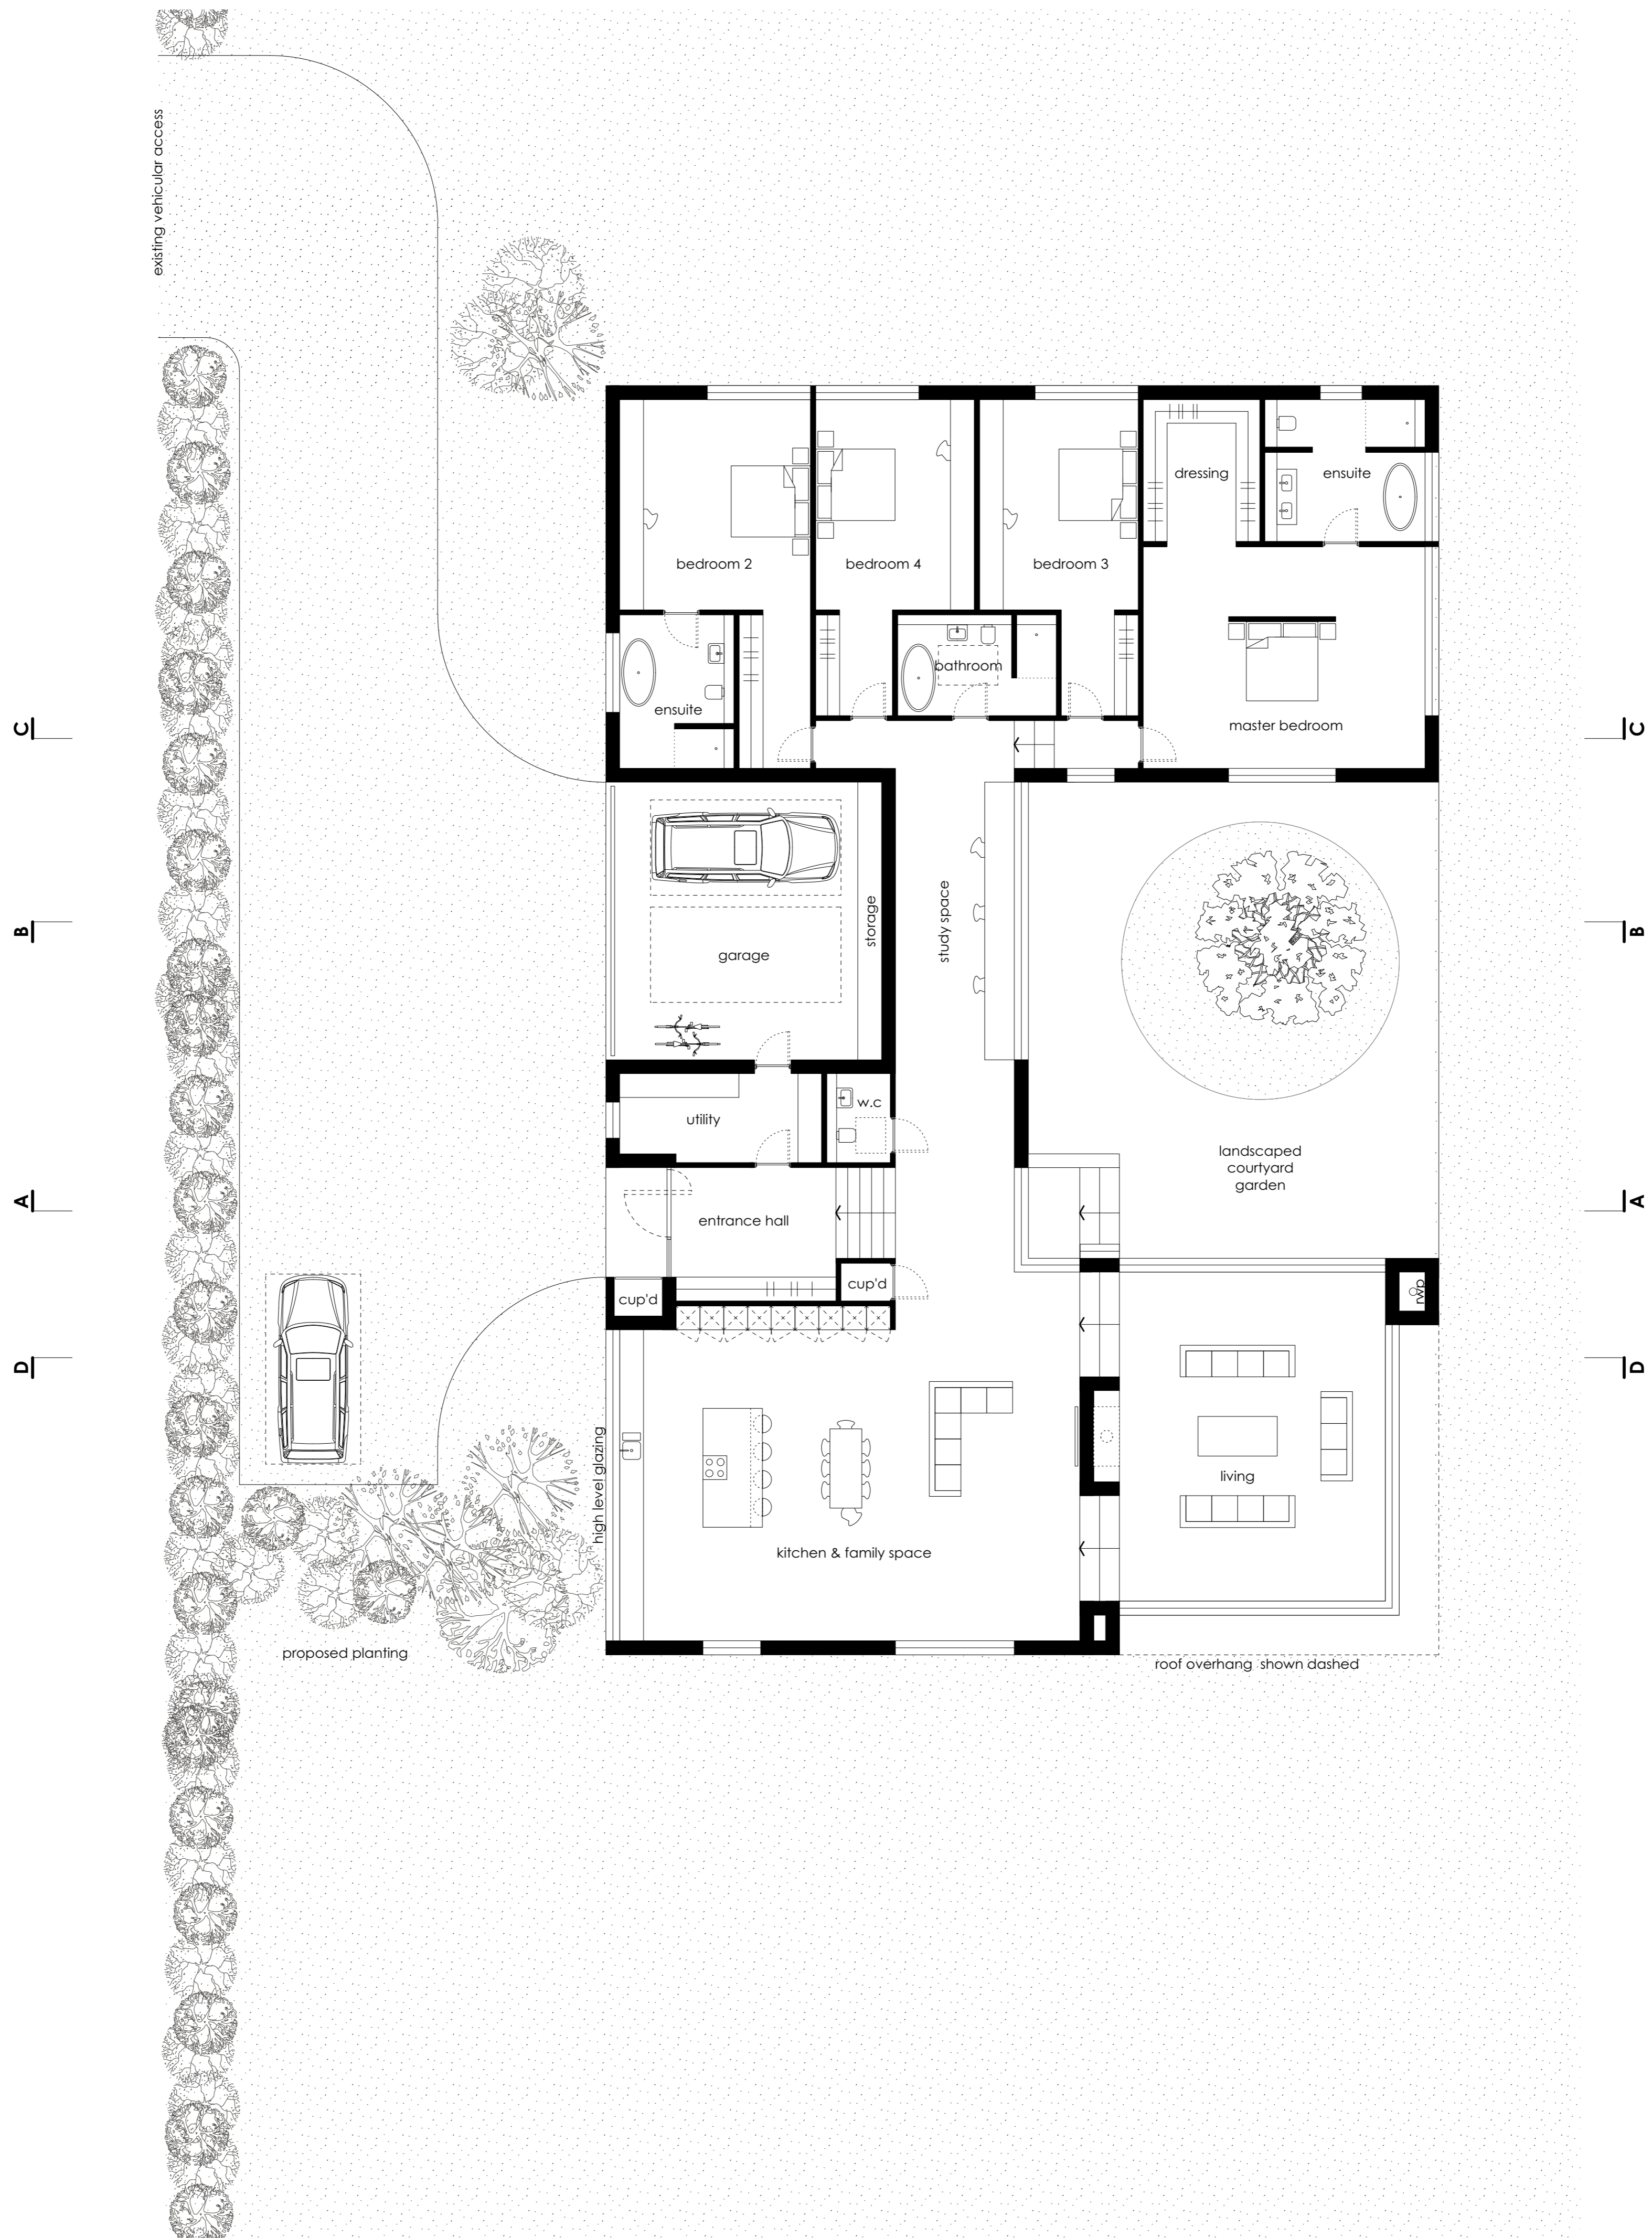 existing vehicular access
dressing
ensuite
bedroom 2
bedroom 4
bedroom 3
bathroom
ensuite
master bedroom
C
C
storage
study space
B
B
garage
w.c
utility
landscaped
courtyard
garden
A
A
entrance hall
cup'd
cup'd
rwp
D
D
high level glazing
living
kitchen & family space
proposed planting
roof overhang shown dashed